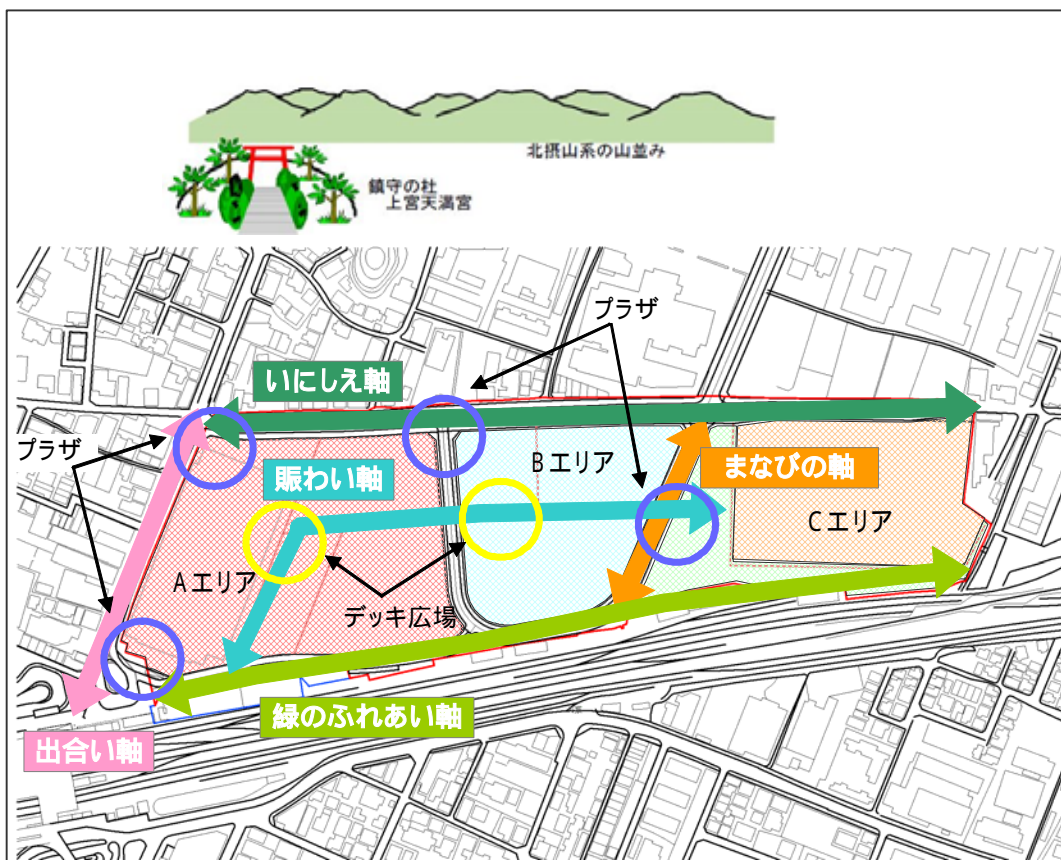 北摂山系の山並み
鎮守の杜
上宮天満宮
プラザ
いにしえ軸
プラザ
Bエリア
賑わい軸
まなびの軸
Cエリア
Aエリア
デッキ広場
緑のふれあい軸
出合い軸